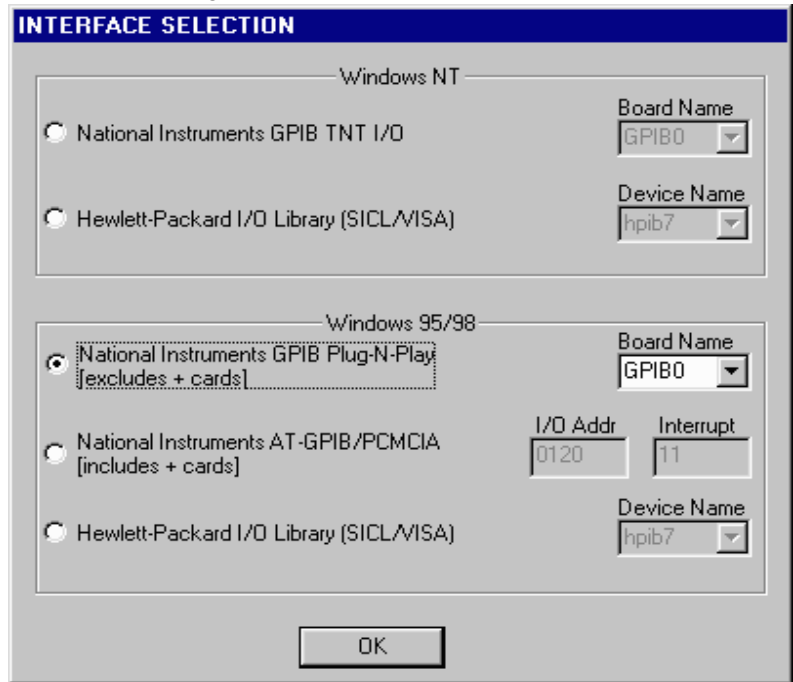 INTERFACE SELECTION
Windows NT
Board Name
National Instruments GPIB TNT I/O
GPIB0
Device Name
Hewlett-Packard I/O Library (SICL/VISA)
hpib7
Windows 95/98
Board Name
National Instruments GPIB Plug-N-Play
[excludes + cards]
GPIB0
I/O Addr Interrupt
National Instruments AT-GPIB/PCMCIA
[includes + cards]
0120 11
Device Name
Hewlett-Packard I/O Library (SICL/VISA)
hpib7
OK